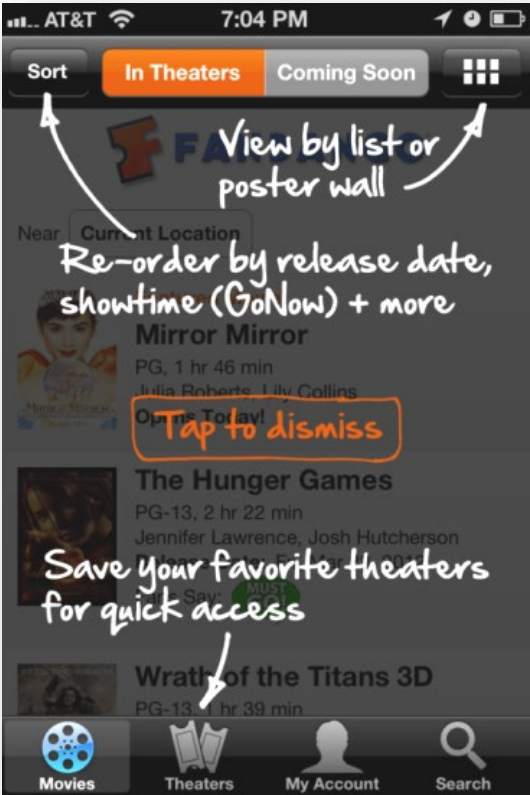 AT&T 7:04 PM
Sort In Theaters Coming Soon
FANDANGO
View by list or
poster wall
Near Current Location
Re-order by release date,
showtime (GoNow) + more
Mirror Mirror
PG, 1 hr 46 min
Julia Roberts, Lily Collins
Opens Today!
Tap to dismiss
The Hunger Games
PG-13, 2 hr 22 min
Jennifer Lawrence, Josh Hutcherson
Save your favorite theaters
for quick access
Say: MUST GO!
Wrath of the Titans 3D
PG-13, 1 hr 39 min
Movies Theaters My Account Search